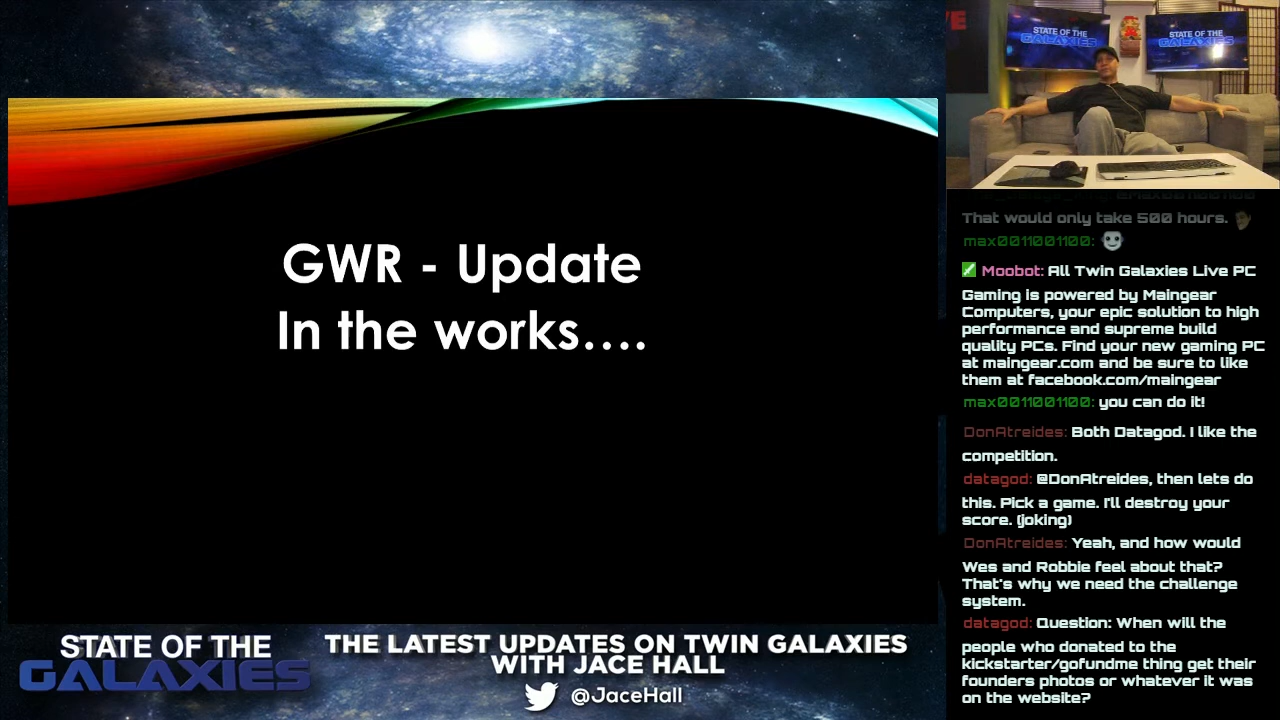 STATE OF THE
GALAXIES
STATE OF THE
GALAXIES
GWR - Update
In the works....
That would only take 500 hours.
max0011001100:
Moobot: All Twin Galaxies Live PC
Gaming is powered by Maingear
Computers, your epic solution to high
performance and supreme build
quality PCs. Find your new gaming PC
at maingear.com and be sure to like
them at facebook.com/maingear
max0011001100: you can do it!
DonAtreides: Both Datagod. I like the
competition.
datagod: @DonAtreides, then lets do
this. Pick a game. I'll destroy your
score. (joking)
DonAtreides: Yeah, and how would
Wes and Robbie feel about that?
That's why we need the challenge
system.
datagod: Question: When will the
people who donated to the
kickstarter/gofundme thing get their
founders photos or whatever it was
on the website?
STATE OF THE
GALAXIES
THE LATEST UPDATES ON TWIN GALAXIES
WITH JACE HALL
@JaceHall